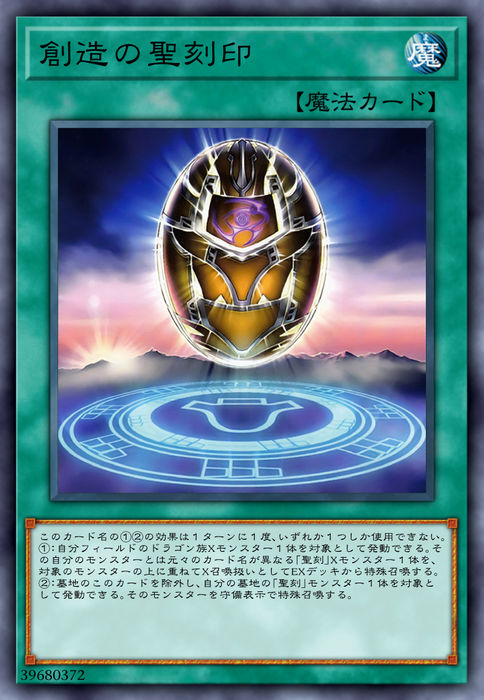 創造の聖刻印
魔
【魔法カード】
このカード名の①②の効果は１ターンに１度、いずれか１つしか使用できない。
①：自分フィールドのドラゴン族Xモンスター１体を対象として発動できる。そ
の自分のモンスターとは元々のカード名が異なる「聖刻」Xモンスター１体を、
対象のモンスターの上に重ねてX召喚扱いとしてEXデッキから特殊召喚する。
②：墓地のこのカードを除外し、自分の墓地の「聖刻」モンスター１体を対象と
して発動できる。そのモンスターを守備表示で特殊召喚する。
39680372